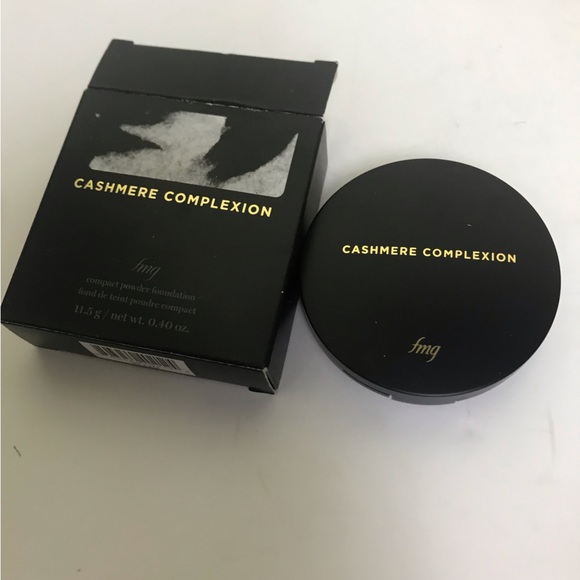 CASHMERE COMPLEXION
fmg
compact powder foundation
fond de teint poudre compact
11.5 g / net wt. 0.40 oz.
CASHMERE COMPLEXION
fmg